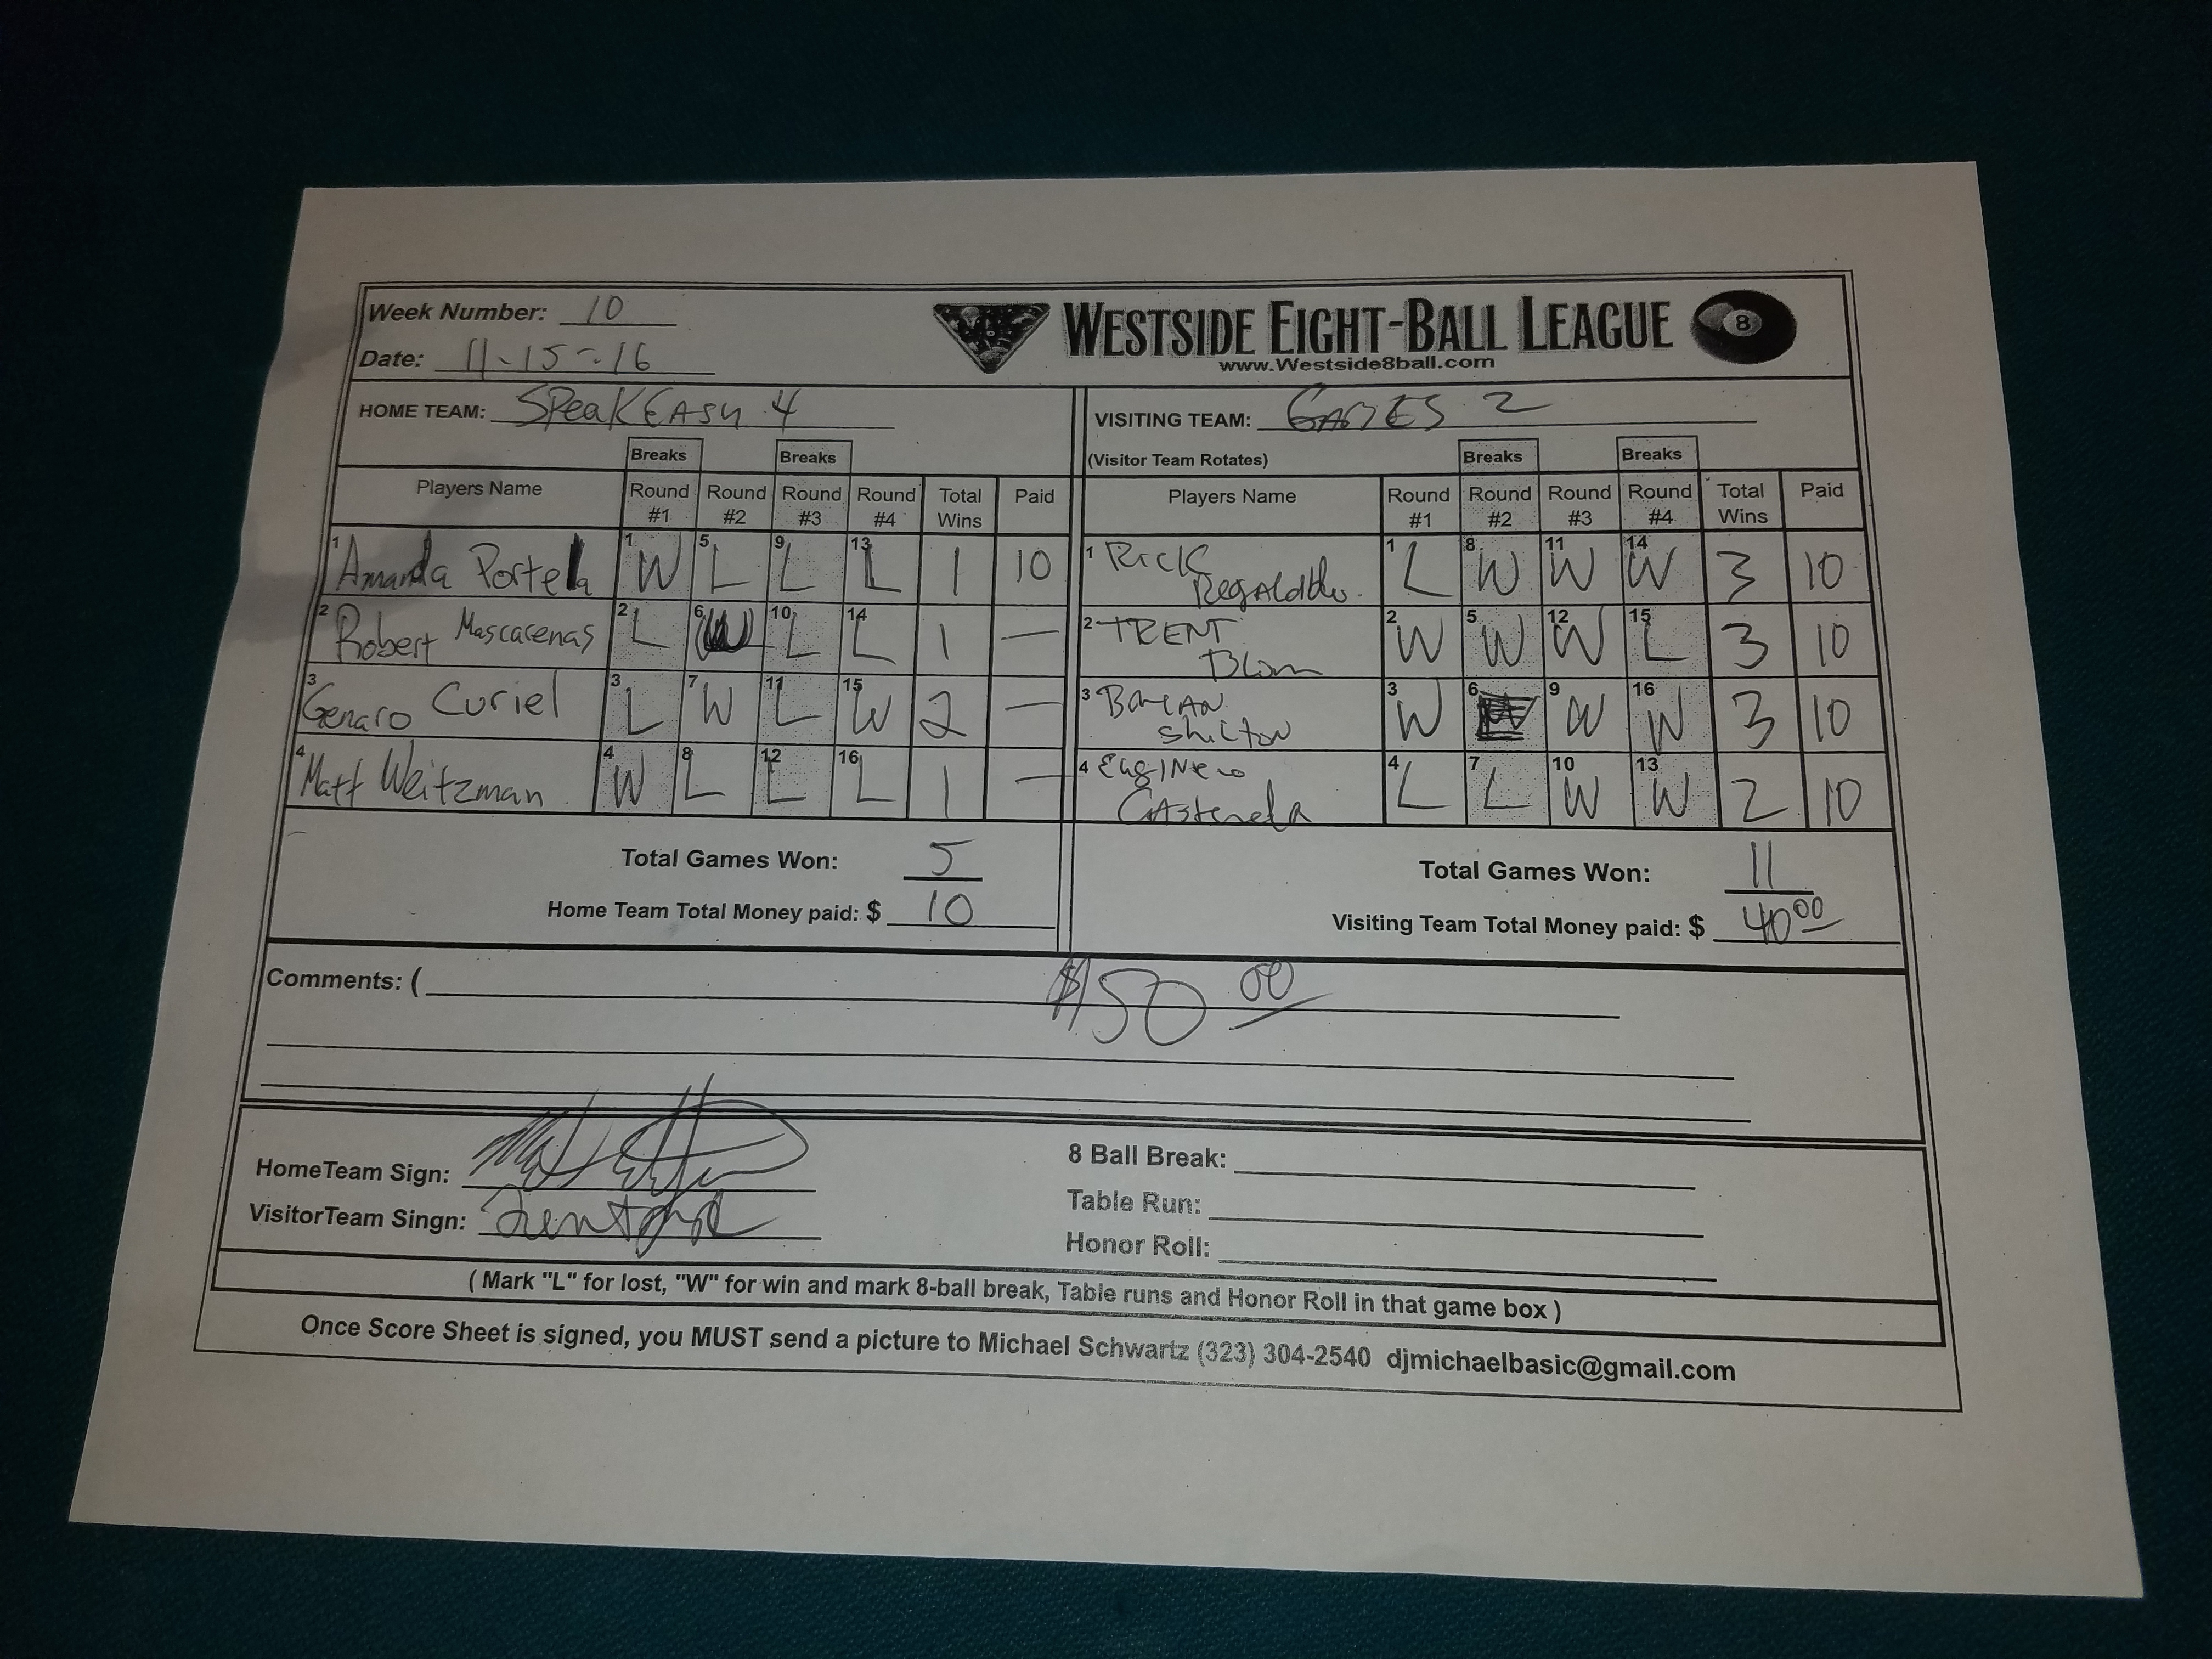 Week Number: 10
Date: 11-15-16
WESTSIDE EIGHT-BALL LEAGUE 8
www.Westside8ball.com
HOME TEAM: SPeakEasy 4
VISITING TEAM: GAMES 2
Breaks Breaks
(Visitor Team Rotates) Breaks Breaks
Players Name Round #1 Round #2 Round #3 Round #4 Total Wins Paid
1 Amanda Portela 1 W 5 L 9 L 13 L 1 10
2 Robert Mascarenas 2 L 6 W 10 L 14 L 1 —
3 Genaro Curiel 3 L 7 W 11 L 15 W 2 —
4 Matt Weitzman 4 W 8 L 12 L 16 L 1 —
Total Games Won: 5
Home Team Total Money paid: $ 10
Players Name Round #1 Round #2 Round #3 Round #4 Total Wins Paid
1 Rick 1 L 8 W 11 W 14 W 3 10
2 TRENT Blom 2 W 5 W 12 W 15 L 3 10
3 Shelton 3 W 6 9 W 16 W 3 10
4 CAsteneda 4 L 7 L 10 W 13 W 2 10
Total Games Won: 11
Visiting Team Total Money paid: $ 40 00
Comments: ( $50 00
HomeTeam Sign:
VisitorTeam Singn:
8 Ball Break:
Table Run:
Honor Roll:
( Mark "L" for lost, "W" for win and mark 8-ball break, Table runs and Honor Roll in that game box )
Once Score Sheet is signed, you MUST send a picture to Michael Schwartz (323) 304-2540 djmichaelbasic@gmail.com